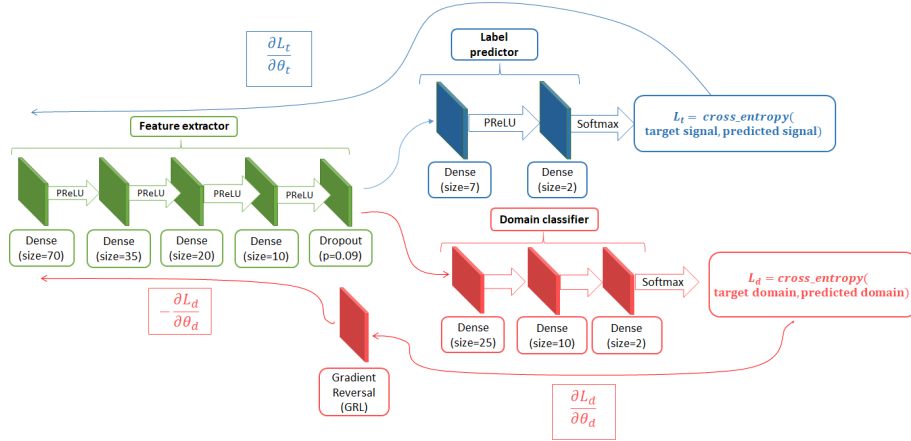 ∂L_t
∂θ_t
Label
predictor
PReLU
Softmax
Dense
(size=7)
Dense
(size=2)
L_t = cross_entropy(
target signal, predicted signal)
Feature extractor
PReLU
PReLU
PReLU
PReLU
Dense
(size=70)
Dense
(size=35)
Dense
(size=20)
Dense
(size=10)
Dropout
(p=0.09)
Domain classifier
Softmax
Dense
(size=25)
Dense
(size=10)
Dense
(size=2)
L_d = cross_entropy(
target domain, predicted domain)
− ∂L_d
∂θ_d
Gradient
Reversal
(GRL)
∂L_d
∂θ_d